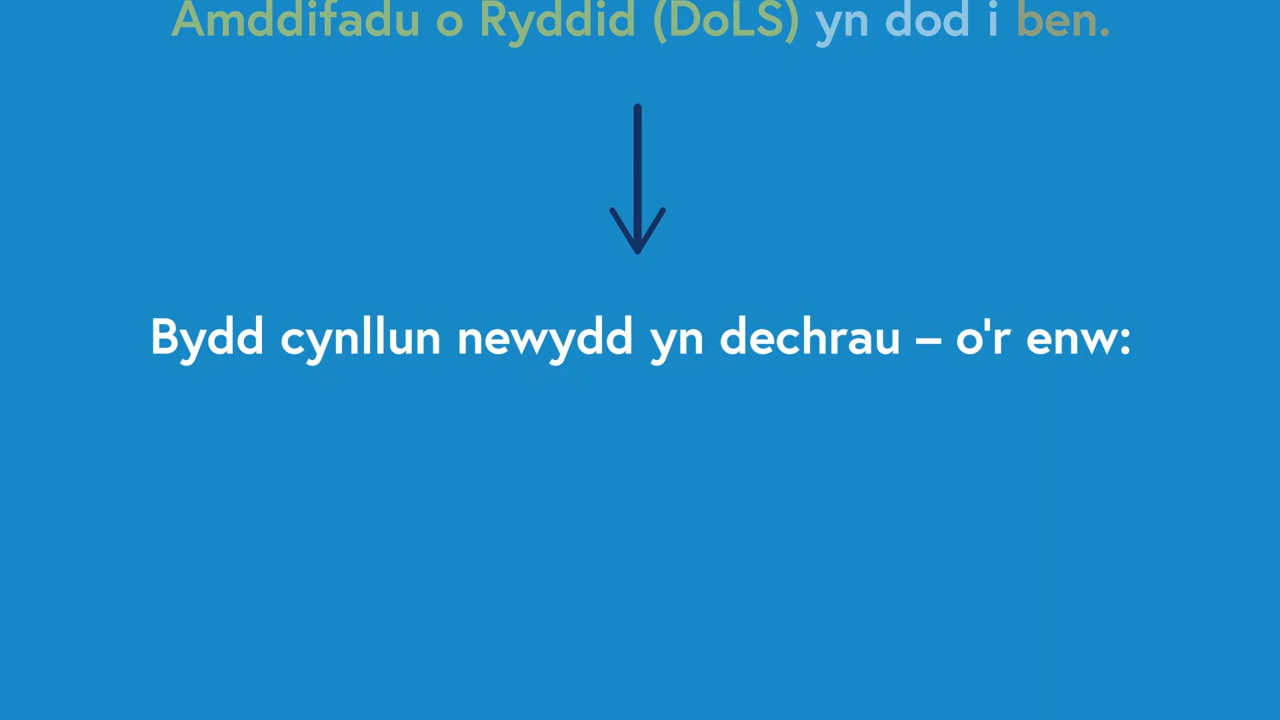 Amddifadu o Ryddid (DoLS) yn dod i ben.
Bydd cynllun newydd yn dechrau – o'r enw: